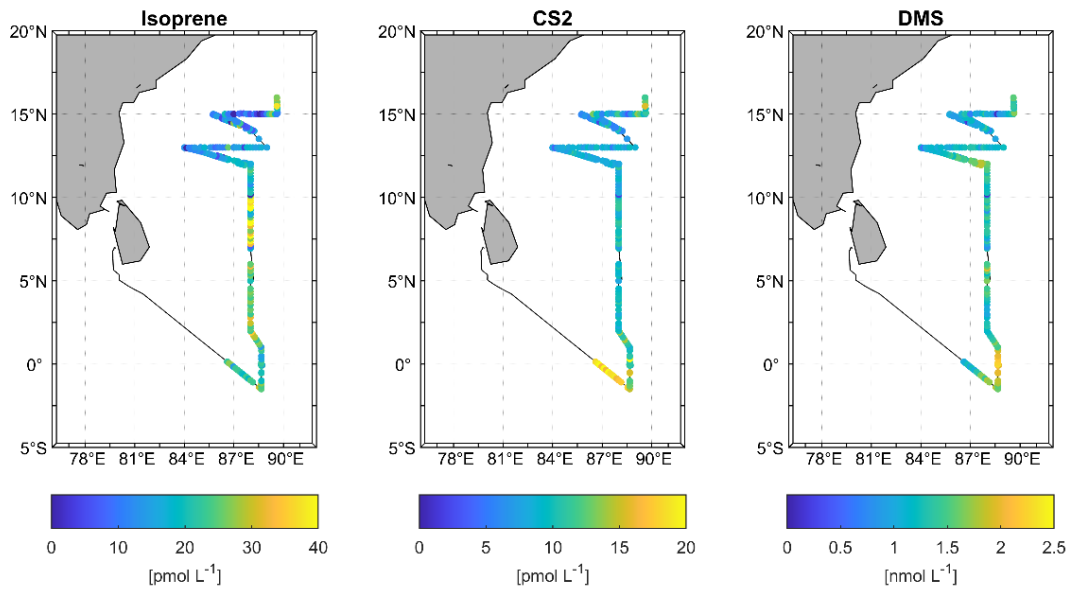 Isoprene
CS2
DMS
20°N
15°N
10°N
5°N
0°
5°S
78°E 81°E 84°E 87°E 90°E
20°N
15°N
10°N
5°N
0°
5°S
78°E 81°E 84°E 87°E 90°E
20°N
15°N
10°N
5°N
0°
5°S
78°E 81°E 84°E 87°E 90°E
0 10 20 30 40
[pmol L⁻¹]
0 5 10 15 20
[pmol L⁻¹]
0 0.5 1 1.5 2 2.5
[nmol L⁻¹]